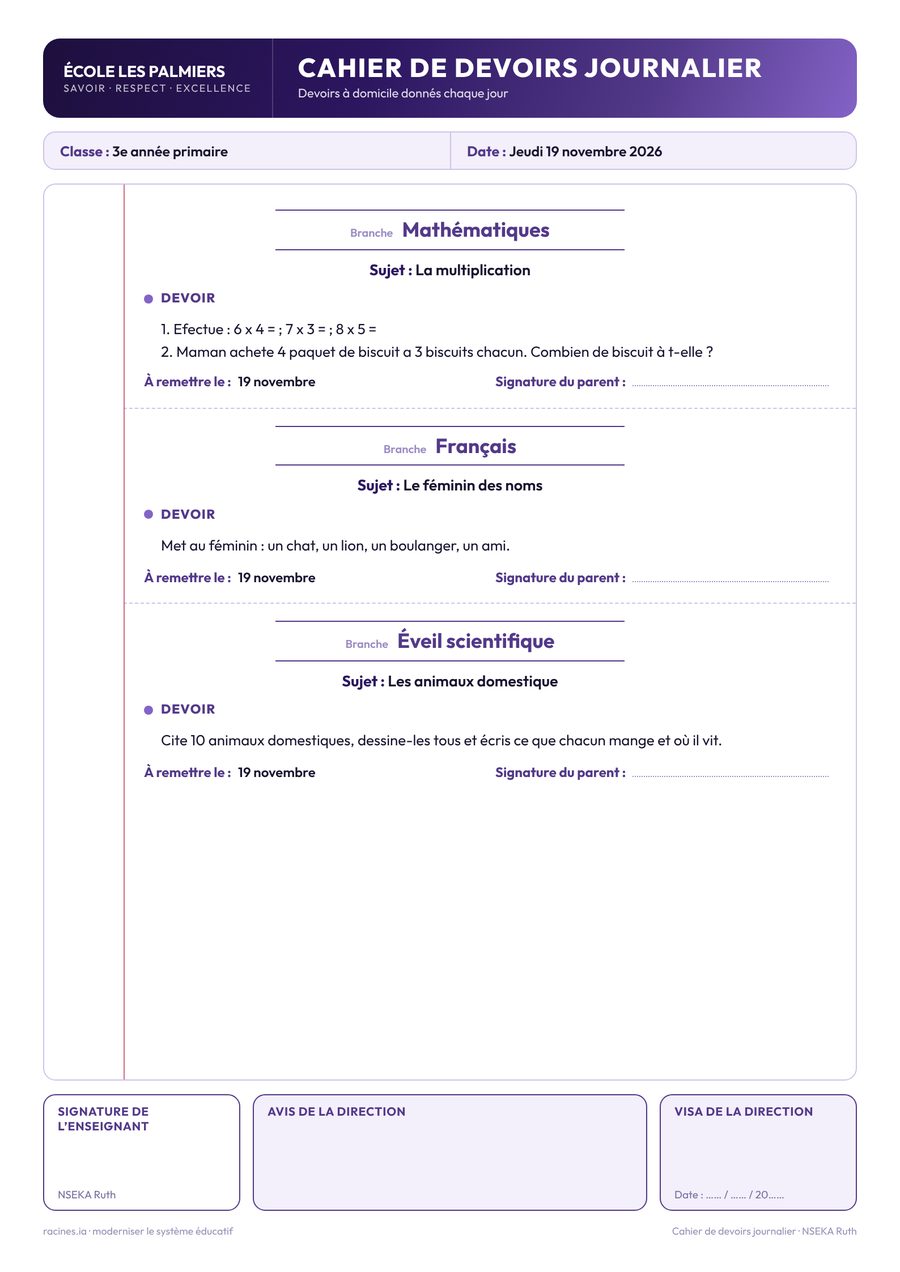 ÉCOLE LES PALMIERS
SAVOIR · RESPECT · EXCELLENCE
CAHIER DE DEVOIRS JOURNALIER
Devoirs à domicile donnés chaque jour
Classe : 3e année primaire
Date : Jeudi 19 novembre 2026
Branche Mathématiques
Sujet : La multiplication
DEVOIR
1. Efectue : 6 x 4 = ; 7 x 3 = ; 8 x 5 =
2. Maman achete 4 paquet de biscuit a 3 biscuits chacun. Combien de biscuit à t-elle ?
À remettre le : 19 novembre
Signature du parent :
Branche Français
Sujet : Le féminin des noms
DEVOIR
Met au féminin : un chat, un lion, un boulanger, un ami.
À remettre le : 19 novembre
Signature du parent :
Branche Éveil scientifique
Sujet : Les animaux domestique
DEVOIR
Cite 10 animaux domestiques, dessine-les tous et écris ce que chacun mange et où il vit.
À remettre le : 19 novembre
Signature du parent :
SIGNATURE DE
L'ENSEIGNANT
NSEKA Ruth
AVIS DE LA DIRECTION
VISA DE LA DIRECTION
Date : ...... / ...... / 20......
racines.ia · moderniser le système éducatif
Cahier de devoirs journalier · NSEKA Ruth